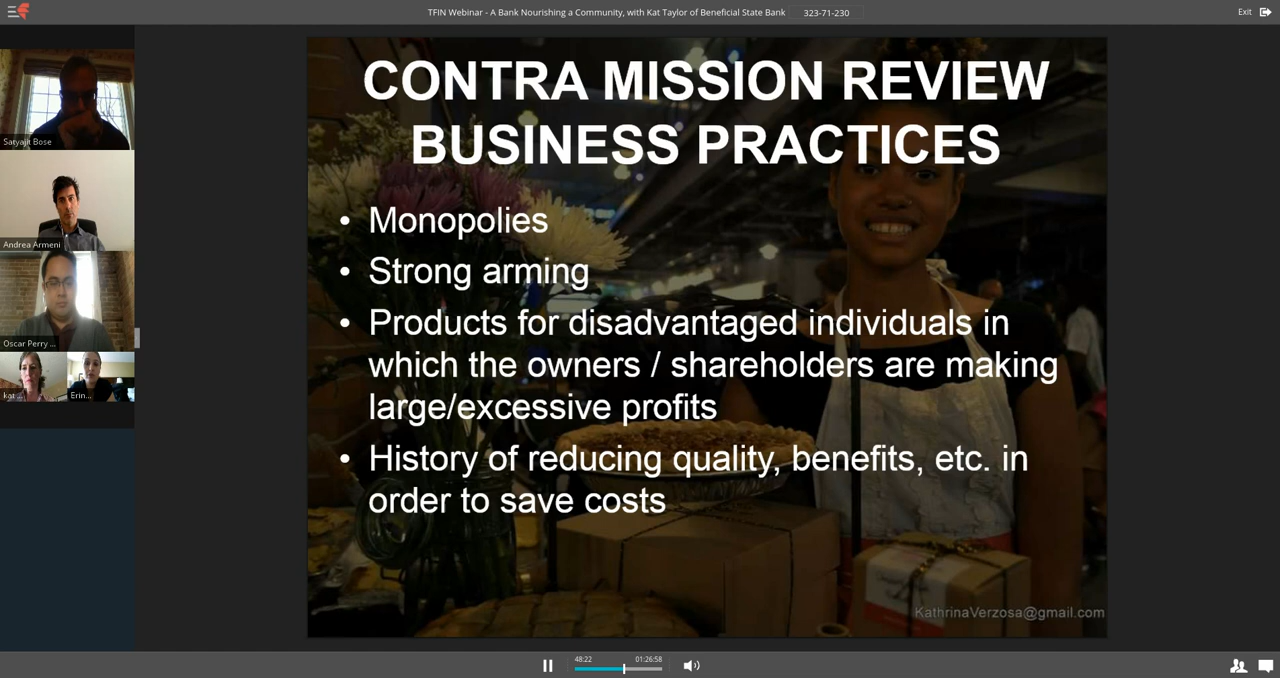 TFIN Webinar - A Bank Nourishing a Community, with Kat Taylor of Beneficial State Bank 323-71-230
Exit
Satyajit Bose
Andrea Armeni
Oscar Perry ...
kat ...
Erin...
CONTRA MISSION REVIEW
BUSINESS PRACTICES
• Monopolies
• Strong arming
• Products for disadvantaged individuals in
which the owners / shareholders are making
large/excessive profits
• History of reducing quality, benefits, etc. in
order to save costs
KathrinaVerzosa@gmail.com
48:22
01:26:58